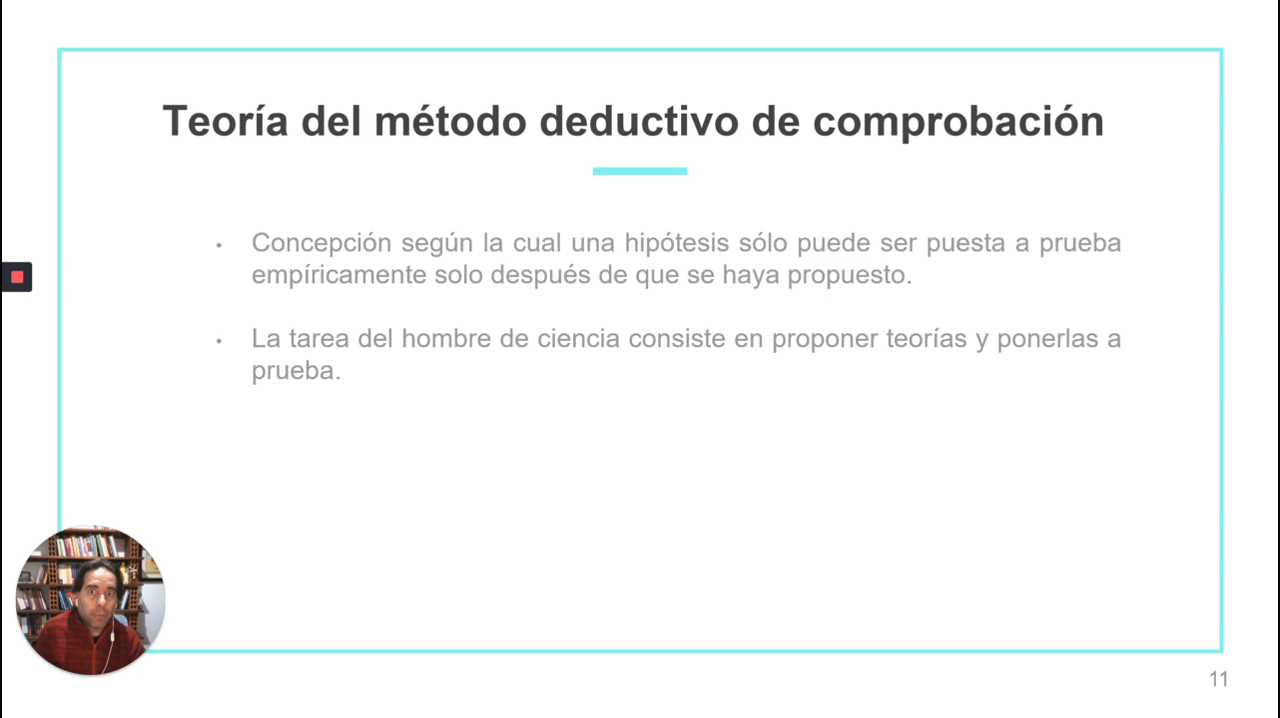 Teoría del método deductivo de comprobación
• Concepción según la cual una hipótesis sólo puede ser puesta a prueba
empíricamente solo después de que se haya propuesto.
• La tarea del hombre de ciencia consiste en proponer teorías y ponerlas a
prueba.
11